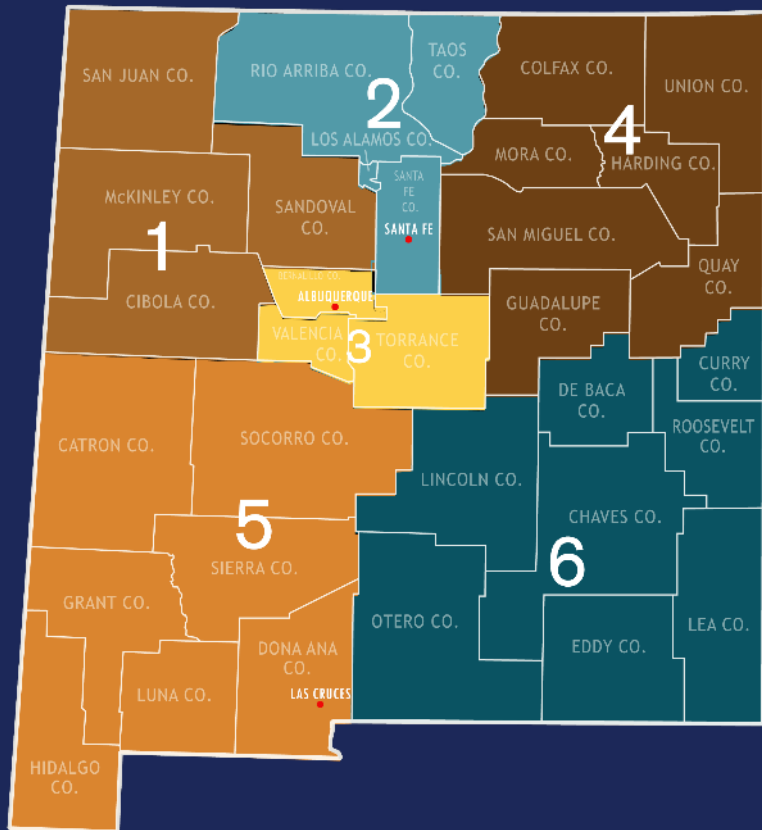 SAN JUAN CO.
RIO ARRIBA CO.
TAOS
CO.
COLFAX CO.
UNION CO.
2
LOS ALAMOS CO.
4
MORA CO.
HARDING CO.
McKINLEY CO.
SANDOVAL
CO.
SANTA
FE
CO.
SANTA FE
SAN MIGUEL CO.
1
QUAY
CO.
CIBOLA CO.
BERNALILLO CO.
ALBUQUERQUE
GUADALUPE
CO.
VALENCIA
CO.
3
TORRANCE
CO.
CURRY
CO.
DE BACA
CO.
ROOSEVELT
CO.
CATRON CO.
SOCORRO CO.
LINCOLN CO.
5
CHAVES CO.
6
SIERRA CO.
GRANT CO.
OTERO CO.
LEA CO.
EDDY CO.
DONA ANA
CO.
LAS CRUCES
LUNA CO.
HIDALGO
CO.